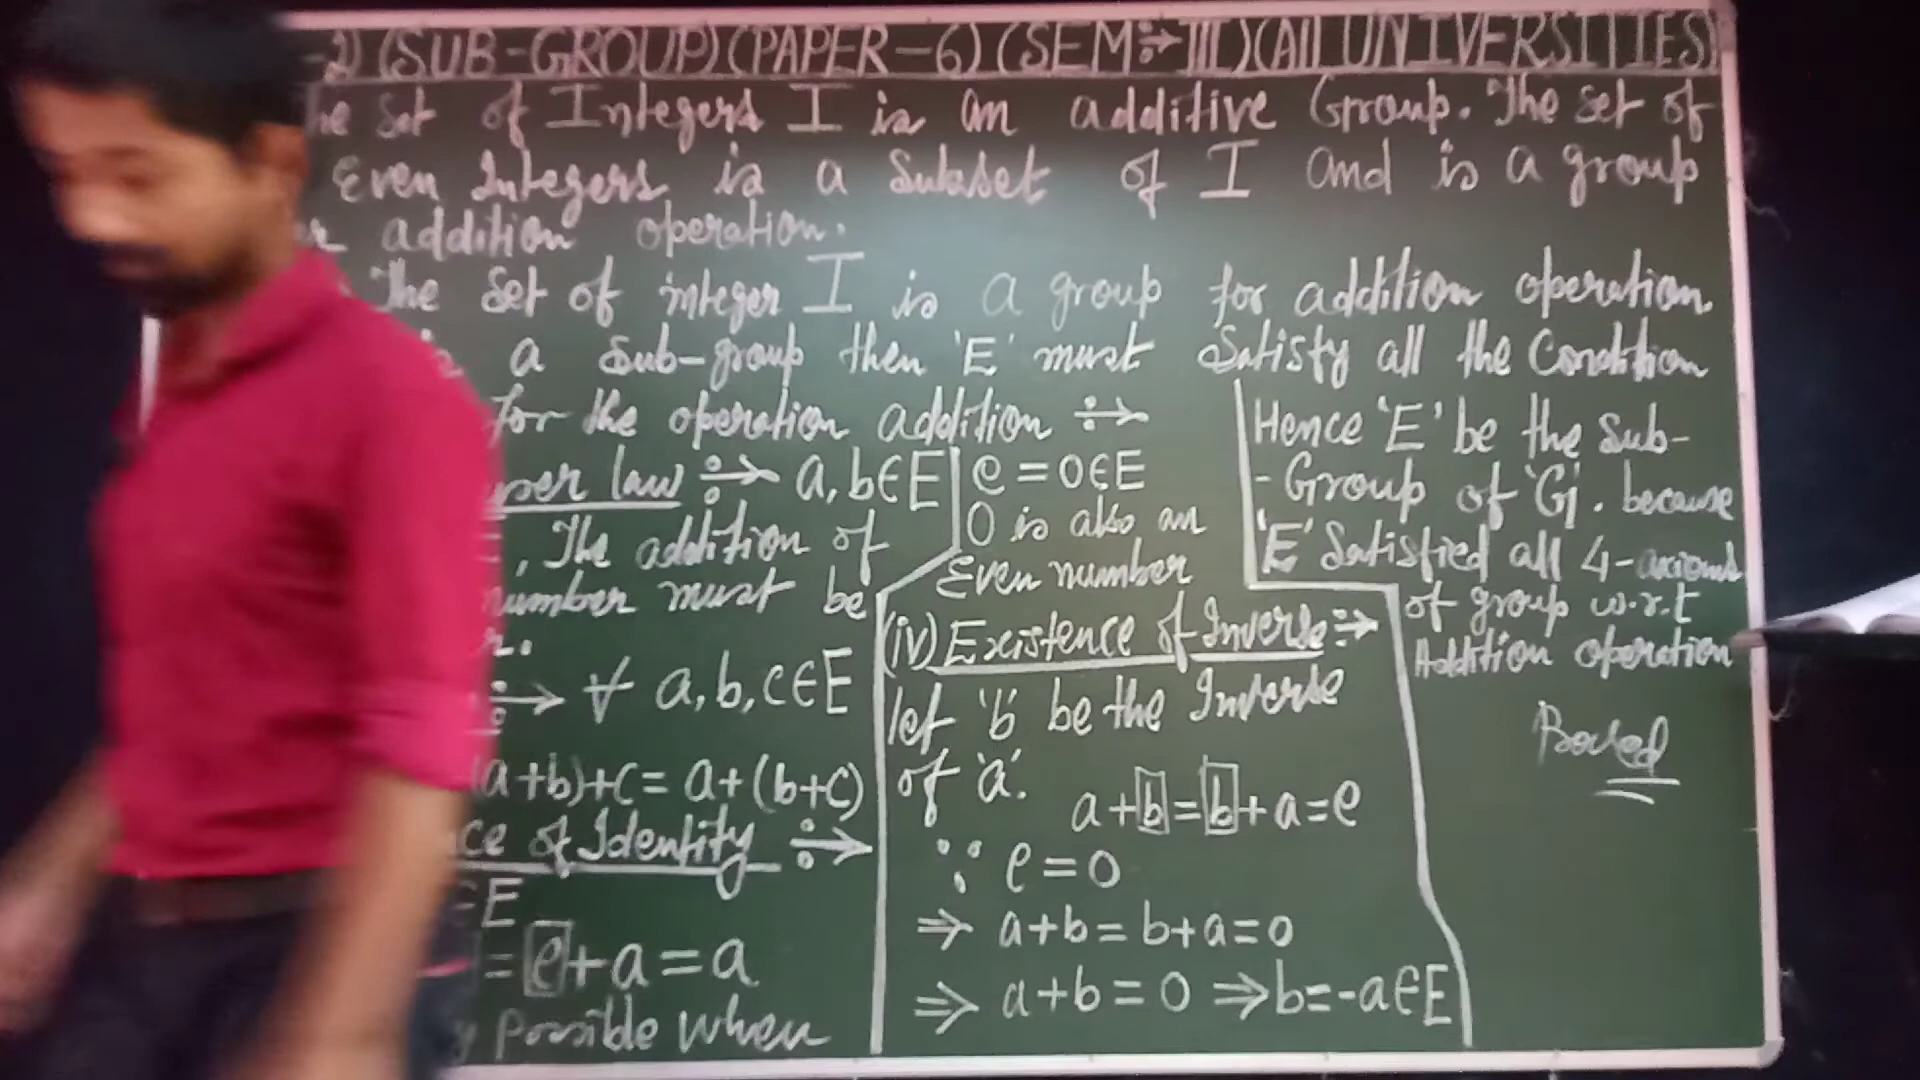 -2) (SUB-GROUP) (PAPER-6) (SEM÷→III) (All UNIVERSITIES)
he Set of Integers I is an additive Group. The set of
Even Integers is a Subset of I and is a group
addition operation.
The Set of integer I is a group for addition operation.
a sub-group then 'E' must Satisfy all the Condition
for the operation addition ÷→
law ÷→ a, b∈E
, The addition of
number must be
÷→ ∀ a, b, c∈E
(a+b)+c = a+(b+c)
ce of Identity ÷→
∈E
= e + a = a
y Possible when
e = 0∈E
0 is also an
Even number
(iv) Existence of Inverse ÷→
let 'b' be the Inverse
of 'a'.
a + b = b + a = e
∵ e = 0
⇒ a+b = b+a = 0
⇒ a+b = 0 ⇒ b = -a∈E
Hence 'E' be the Sub-
-Group of 'G'. because
'E' Satisfied all 4-axioms
of group w.r.t
Addition operation
Proved